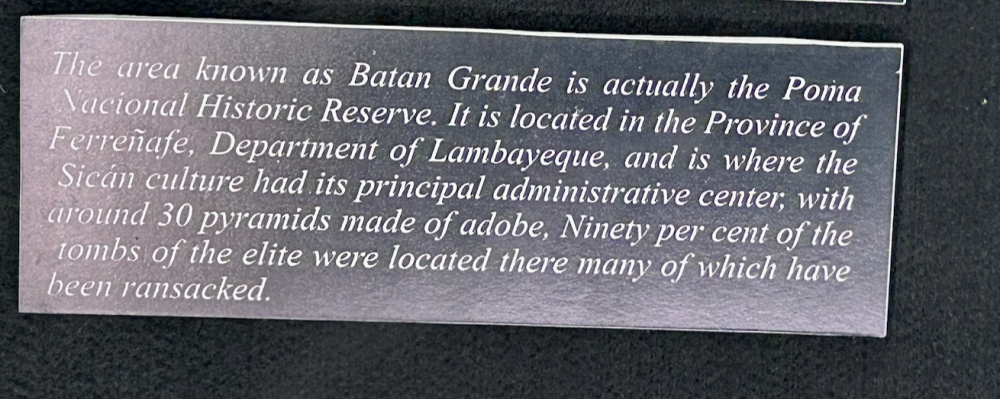 The area known as Batan Grande is actually the Poma
Nacional Historic Reserve. It is located in the Province of
Ferreñafe, Department of Lambayeque, and is where the
Sicán culture had its principal administrative center, with
around 30 pyramids made of adobe, Ninety per cent of the
tombs of the elite were located there many of which have
been ransacked.